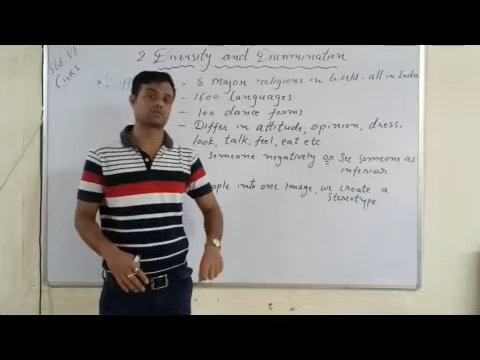 Std. VI
Civics
2 Diversity and Discrimination
- 8 major religions in World - all in India
- 1600 languages
- 100 dance forms
- Differ in attitude, opinion, dress,
look, talk, feel, eat etc
someone negatively or See someone as
inferior
into one image, we create a
Stereotype